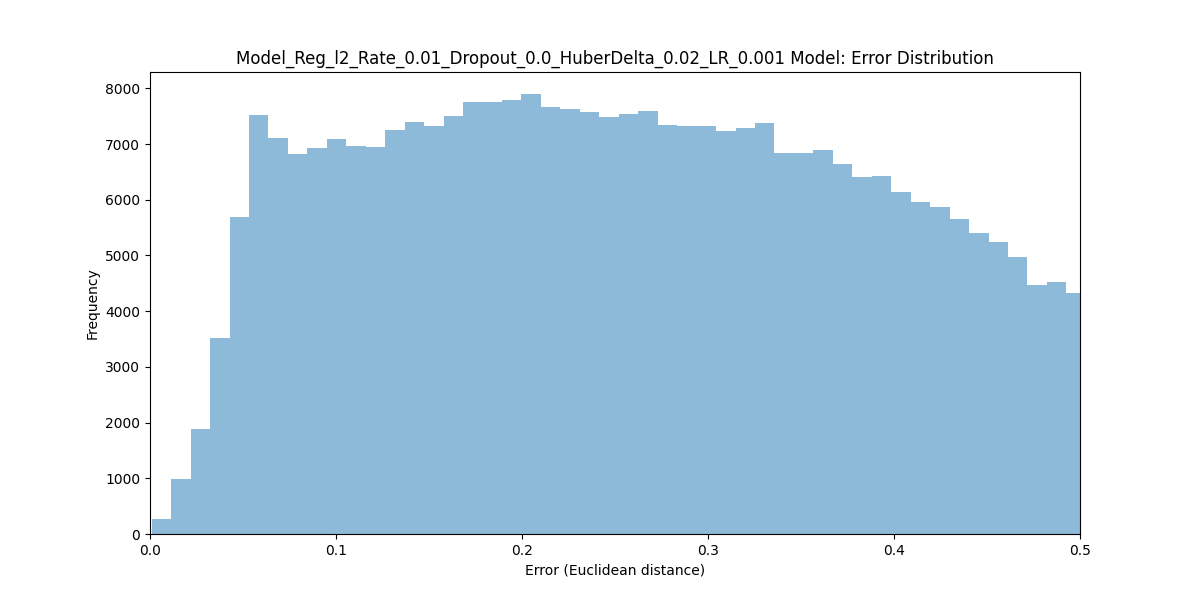 Model_Reg_l2_Rate_0.01_Dropout_0.0_HuberDelta_0.02_LR_0.001 Model: Error Distribution
8000
7000
6000
5000
4000
3000
2000
1000
0
Frequency
0.0 0.1 0.2 0.3 0.4 0.5
Error (Euclidean distance)